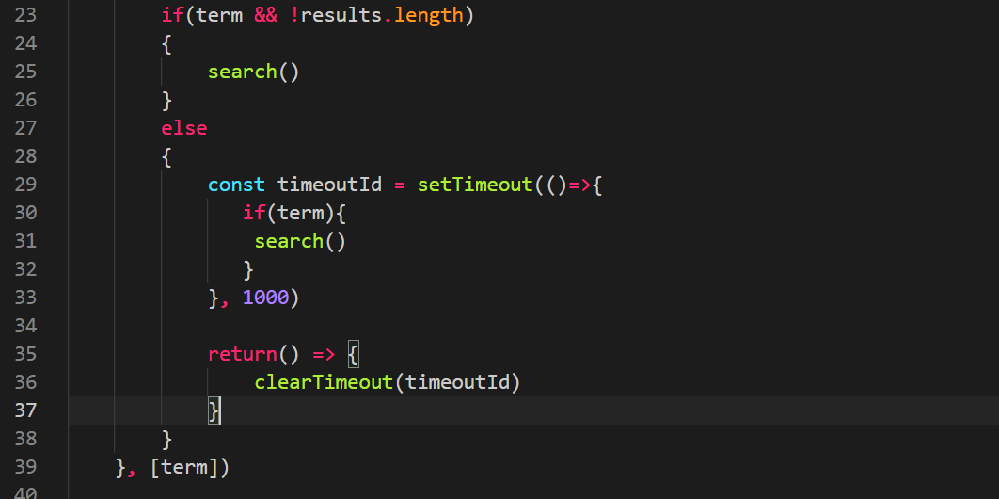 23 if(term && !results.length)
24 {
25 search()
26 }
27 else
28 {
29 const timeoutId = setTimeout(()=>{
30 if(term){
31 search()
32 }
33 }, 1000)
34
35 return() => {
36 clearTimeout(timeoutId)
37 }
38 }
39 }, [term])
40